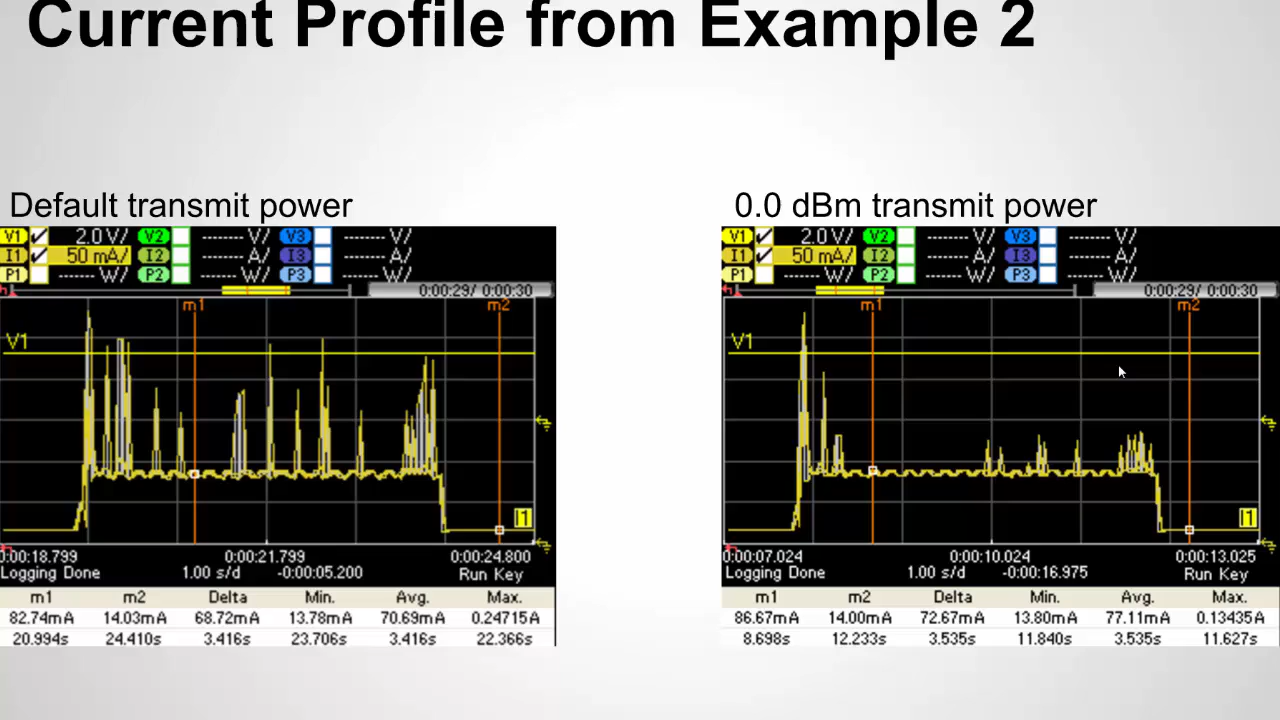 Current Profile from Example 2
Default transmit power
V1 2.0 V/ V2 ------ V/ V3 ------ V/
I1 50 mA/ I2 ------ A/ I3 ------ A/
P1 ----- W/ P2 ------ W/ P3 ------ W/
0:00:29/ 0:00:30
m1 m2
V1
I1
0:00:18.799 0:00:21.799 0:00:24.800
Logging Done 1.00 s/d -0:00:05.200 Run Key
m1 m2 Delta Min. Avg. Max.
82.74mA 14.03mA 68.72mA 13.78mA 70.69mA 0.24715A
20.994s 24.410s 3.416s 23.706s 3.416s 22.366s
0.0 dBm transmit power
V1 2.0 V/ V2 ------ V/ V3 ------ V/
I1 50 mA/ I2 ------ A/ I3 ------ A/
P1 ----- W/ P2 ------ W/ P3 ------ W/
0:00:29/ 0:00:30
m1 m2
V1
I1
0:00:07.024 0:00:10.024 0:00:13.025
Logging Done 1.00 s/d -0:00:16.975 Run Key
m1 m2 Delta Min. Avg. Max.
86.67mA 14.00mA 72.67mA 13.80mA 77.11mA 0.13435A
8.698s 12.233s 3.535s 11.840s 3.535s 11.627s